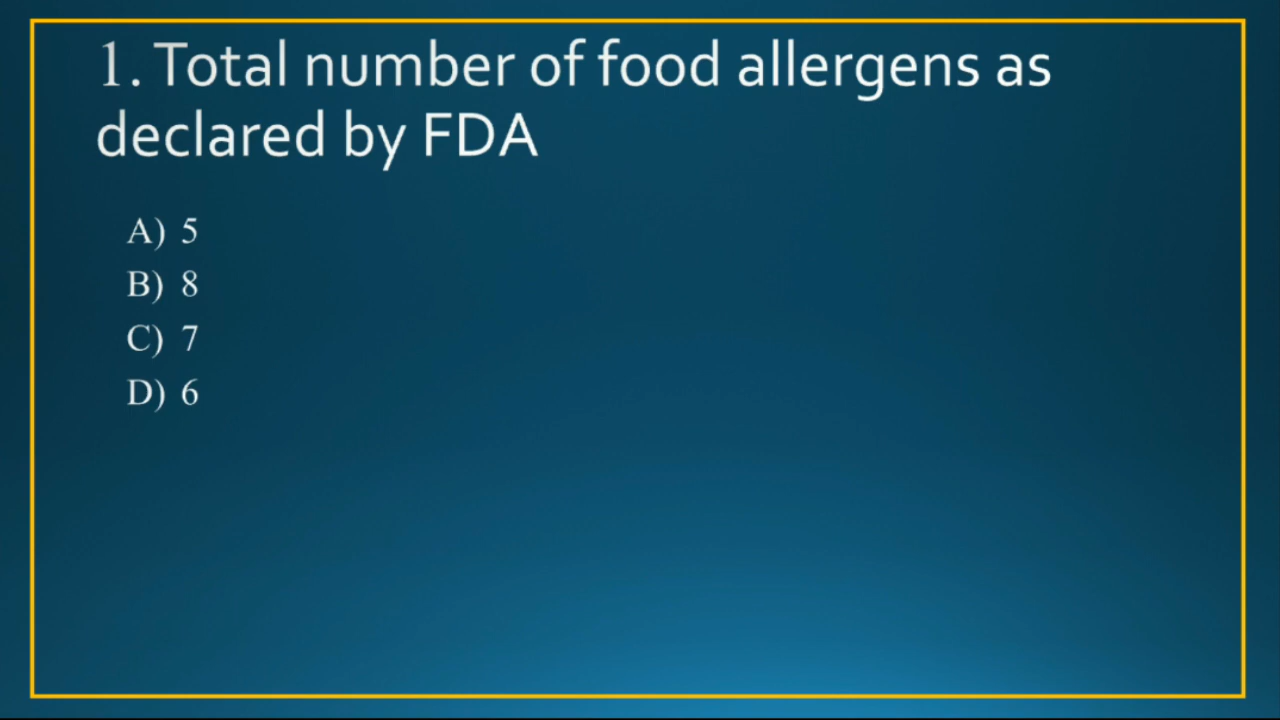 1. Total number of food allergens as
declared by FDA
A) 5
B) 8
C) 7
D) 6